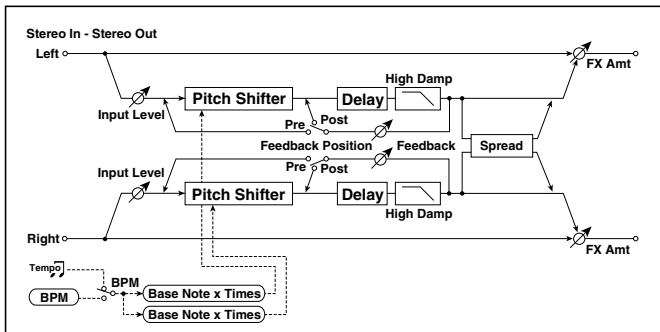 Stereo In - Stereo Out
Left
FX Amt
High Damp
Pitch Shifter
Delay
Input Level
Pre
Post
Feedback Position
Feedback
Spread
Input Level
Pre
Post
Pitch Shifter
Delay
High Damp
Right
FX Amt
Tempo
BPM
BPM
Base Note x Times
Base Note x Times